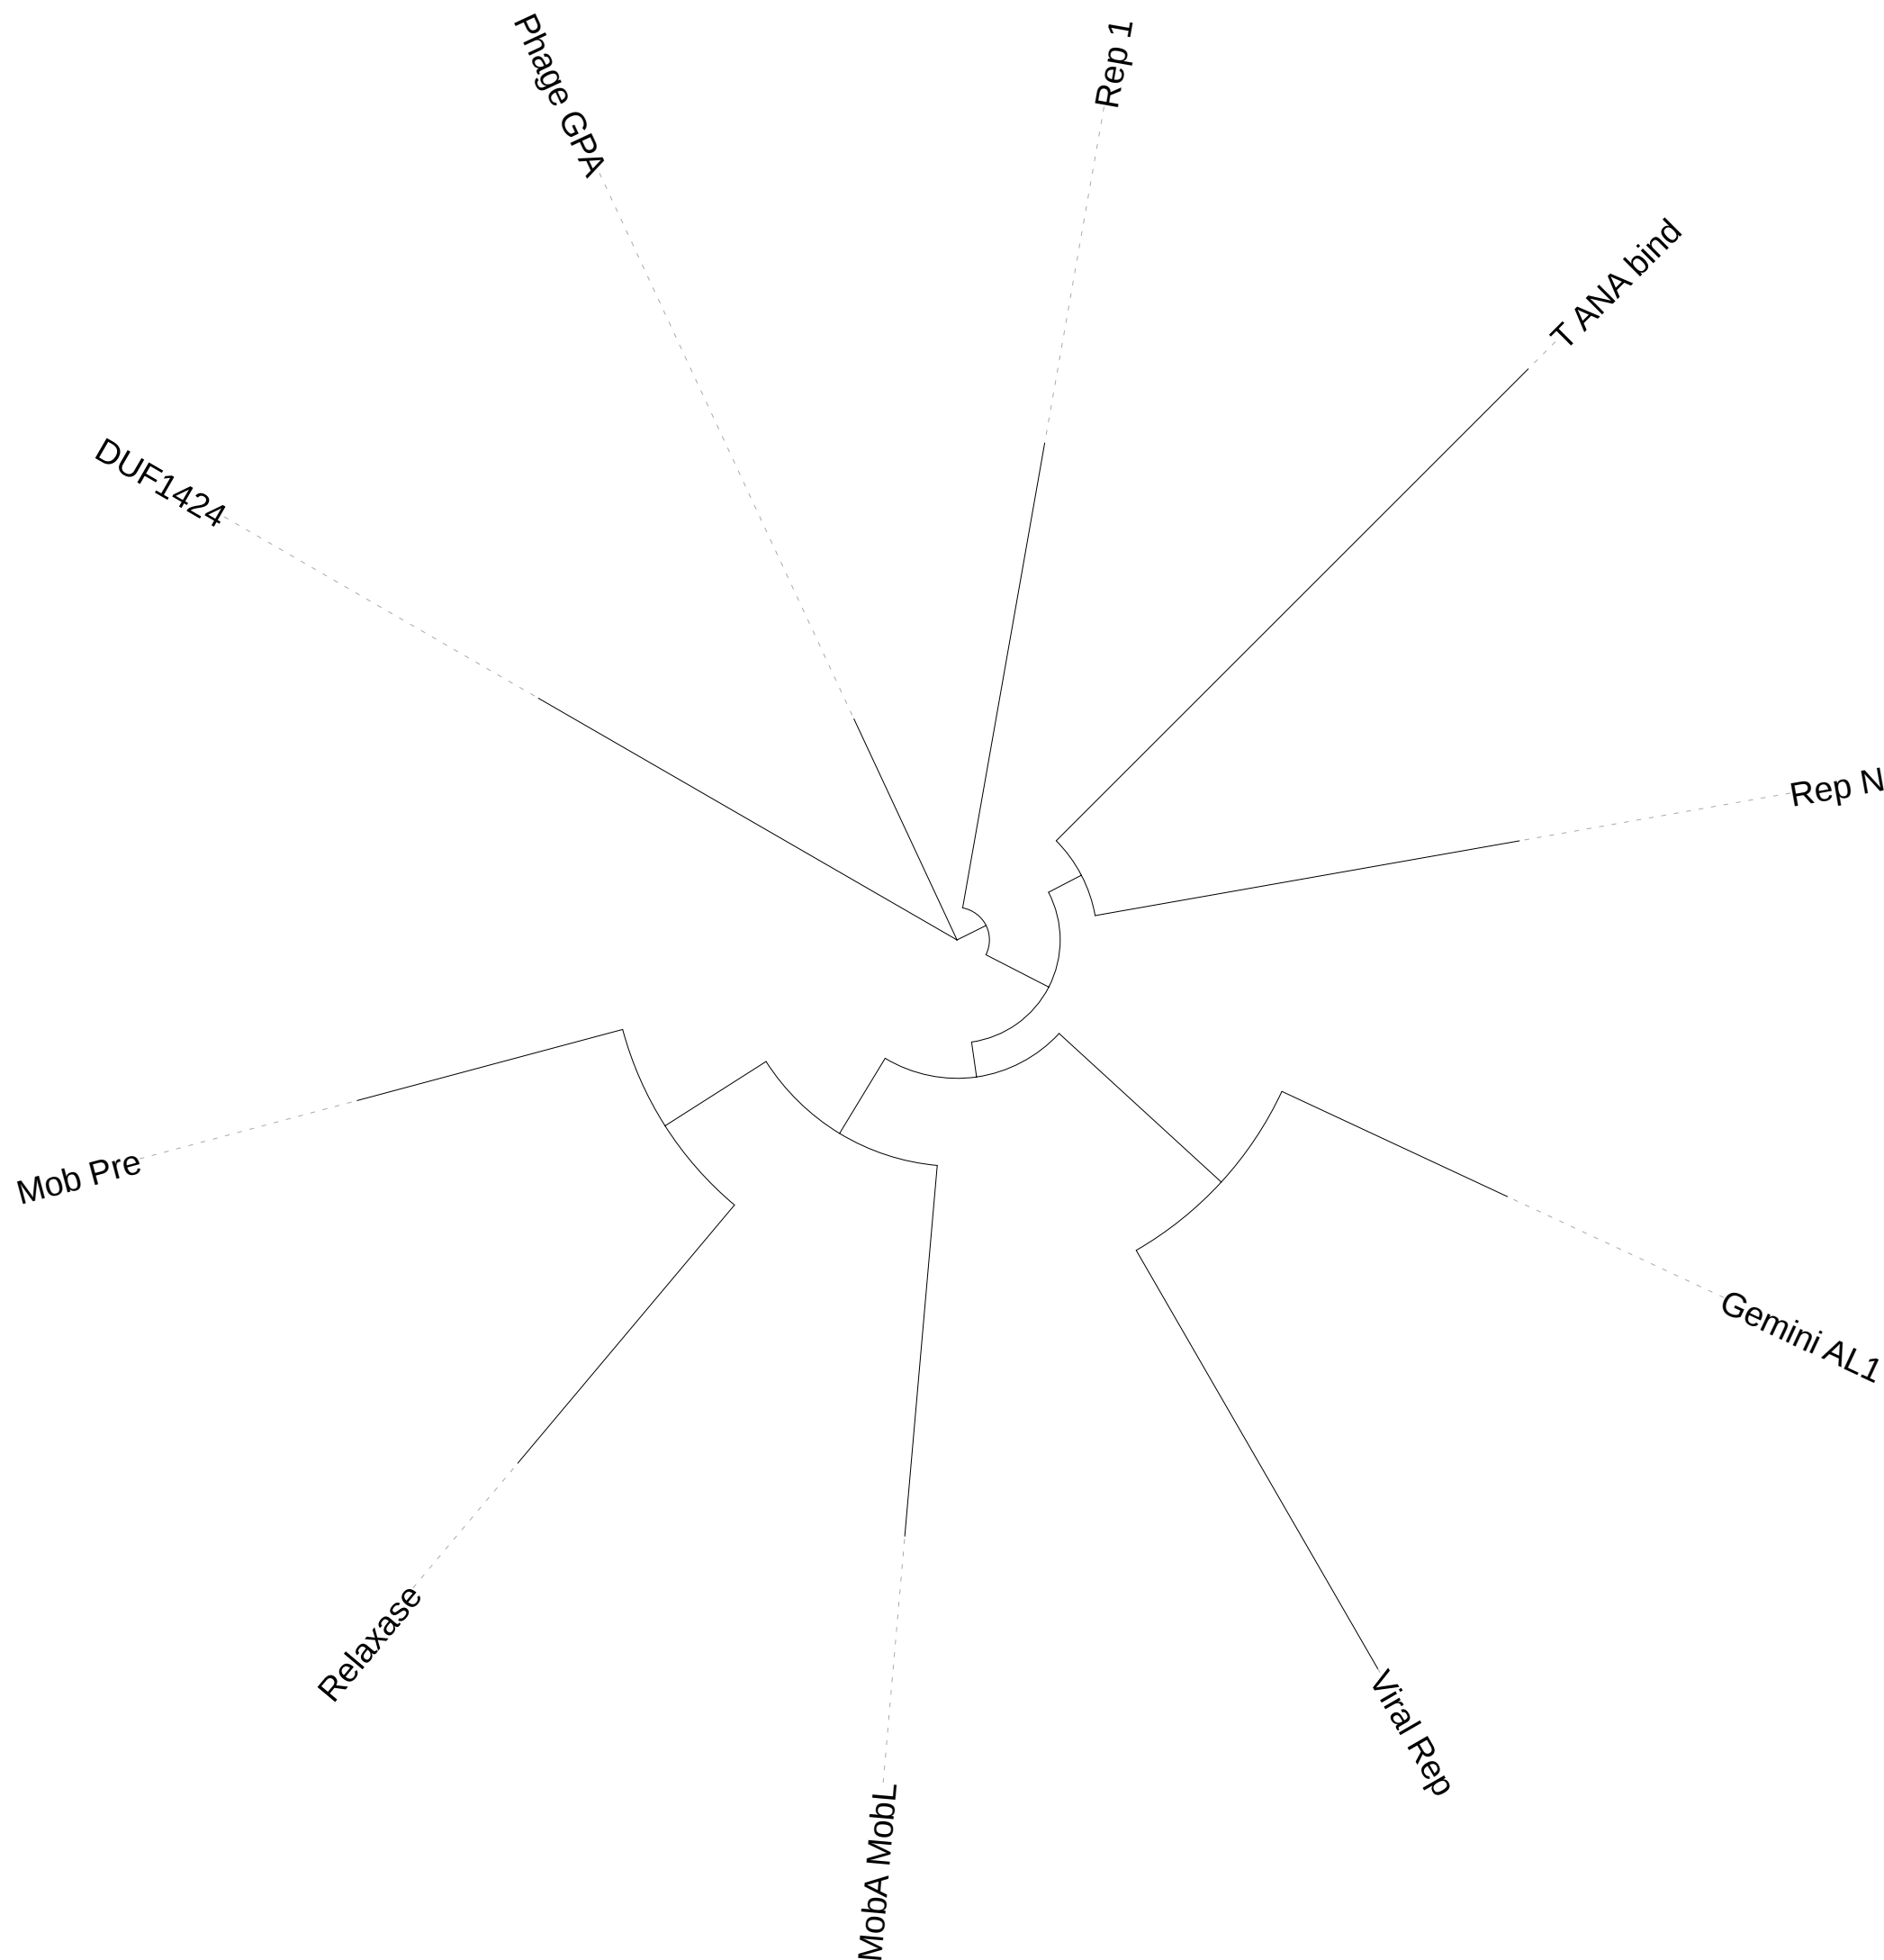 Phage GPA
Rep 1
T ANA bind
DUF1424
Rep N
Mob Pre
Gemini AL1
Relaxase
Viral Rep
MobA MobL